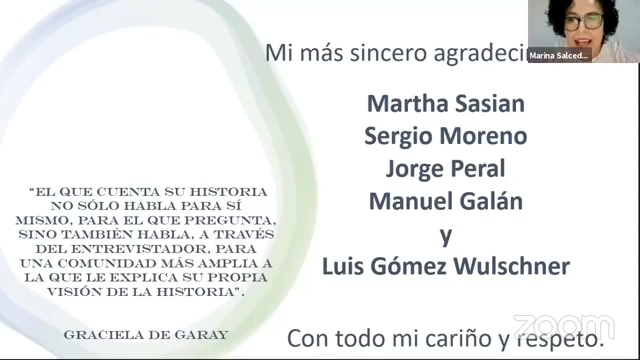 Mi más sincero
Marina Salced...
Martha Sasian
Sergio Moreno
Jorge Peral
Manuel Galán
y
Luis Gómez Wulschner
"EL QUE CUENTA SU HISTORIA
NO SÓLO HABLA PARA SÍ
MISMO, PARA EL QUE PREGUNTA,
SINO TAMBIÉN HABLA, A TRAVÉS
DEL ENTREVISTADOR, PARA
UNA COMUNIDAD MÁS AMPLIA A
LA QUE LE EXPLICA SU PROPIA
VISIÓN DE LA HISTORIA".
GRACIELA DE GARAY
Con todo mi cariño y respeto.
zoom